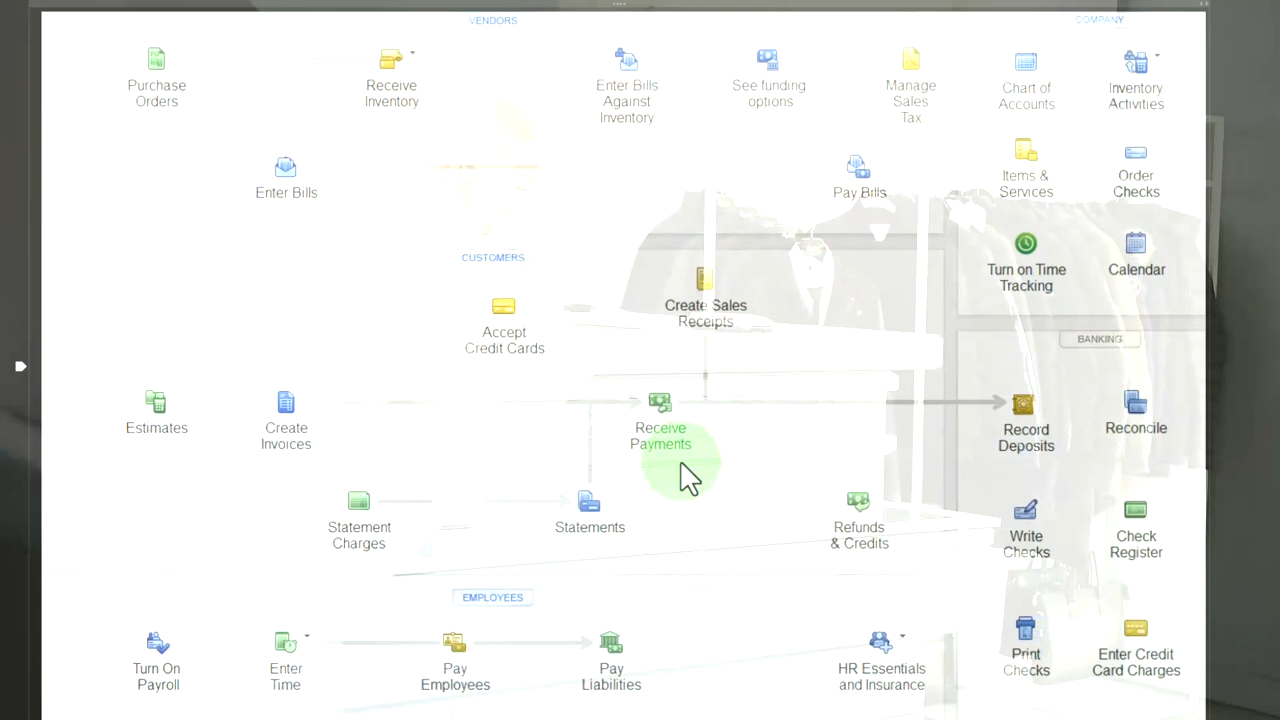 VENDORS
COMPANY
Purchase
Orders
Receive
Inventory
Enter Bills
Against
Inventory
See funding
options
Manage
Sales
Tax
Chart of
Accounts
Inventory
Activities
Enter Bills
Pay Bills
Items &
Services
Order
Checks
CUSTOMERS
Turn on Time
Tracking
Calendar
Create Sales
Receipts
Accept
Credit Cards
BANKING
Estimates
Create
Invoices
Receive
Payments
Record
Deposits
Reconcile
Statement
Charges
Statements
Refunds
& Credits
Write
Checks
Check
Register
EMPLOYEES
Turn On
Payroll
Enter
Time
Pay
Employees
Pay
Liabilities
HR Essentials
and Insurance
Print
Checks
Enter Credit
Card Charges